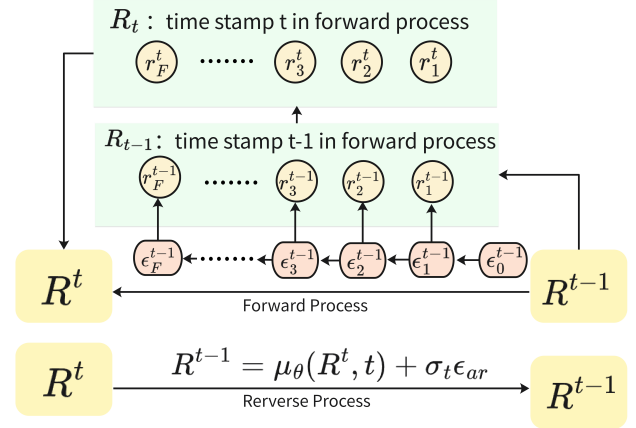 R_t: time stamp t in forward process
r_F^t ······· r_3^t r_2^t r_1^t
R_{t-1}: time stamp t-1 in forward process
r_F^{t-1} ······· r_3^{t-1} r_2^{t-1} r_1^{t-1}
ϵ_F^{t-1} ϵ_3^{t-1} ϵ_2^{t-1} ϵ_1^{t-1} ϵ_0^{t-1}
R^t R^{t-1}
Forward Process
R^{t-1} = μ_θ(R^t, t) + σ_t ϵ_{ar}
R^t R^{t-1}
Rerverse Process